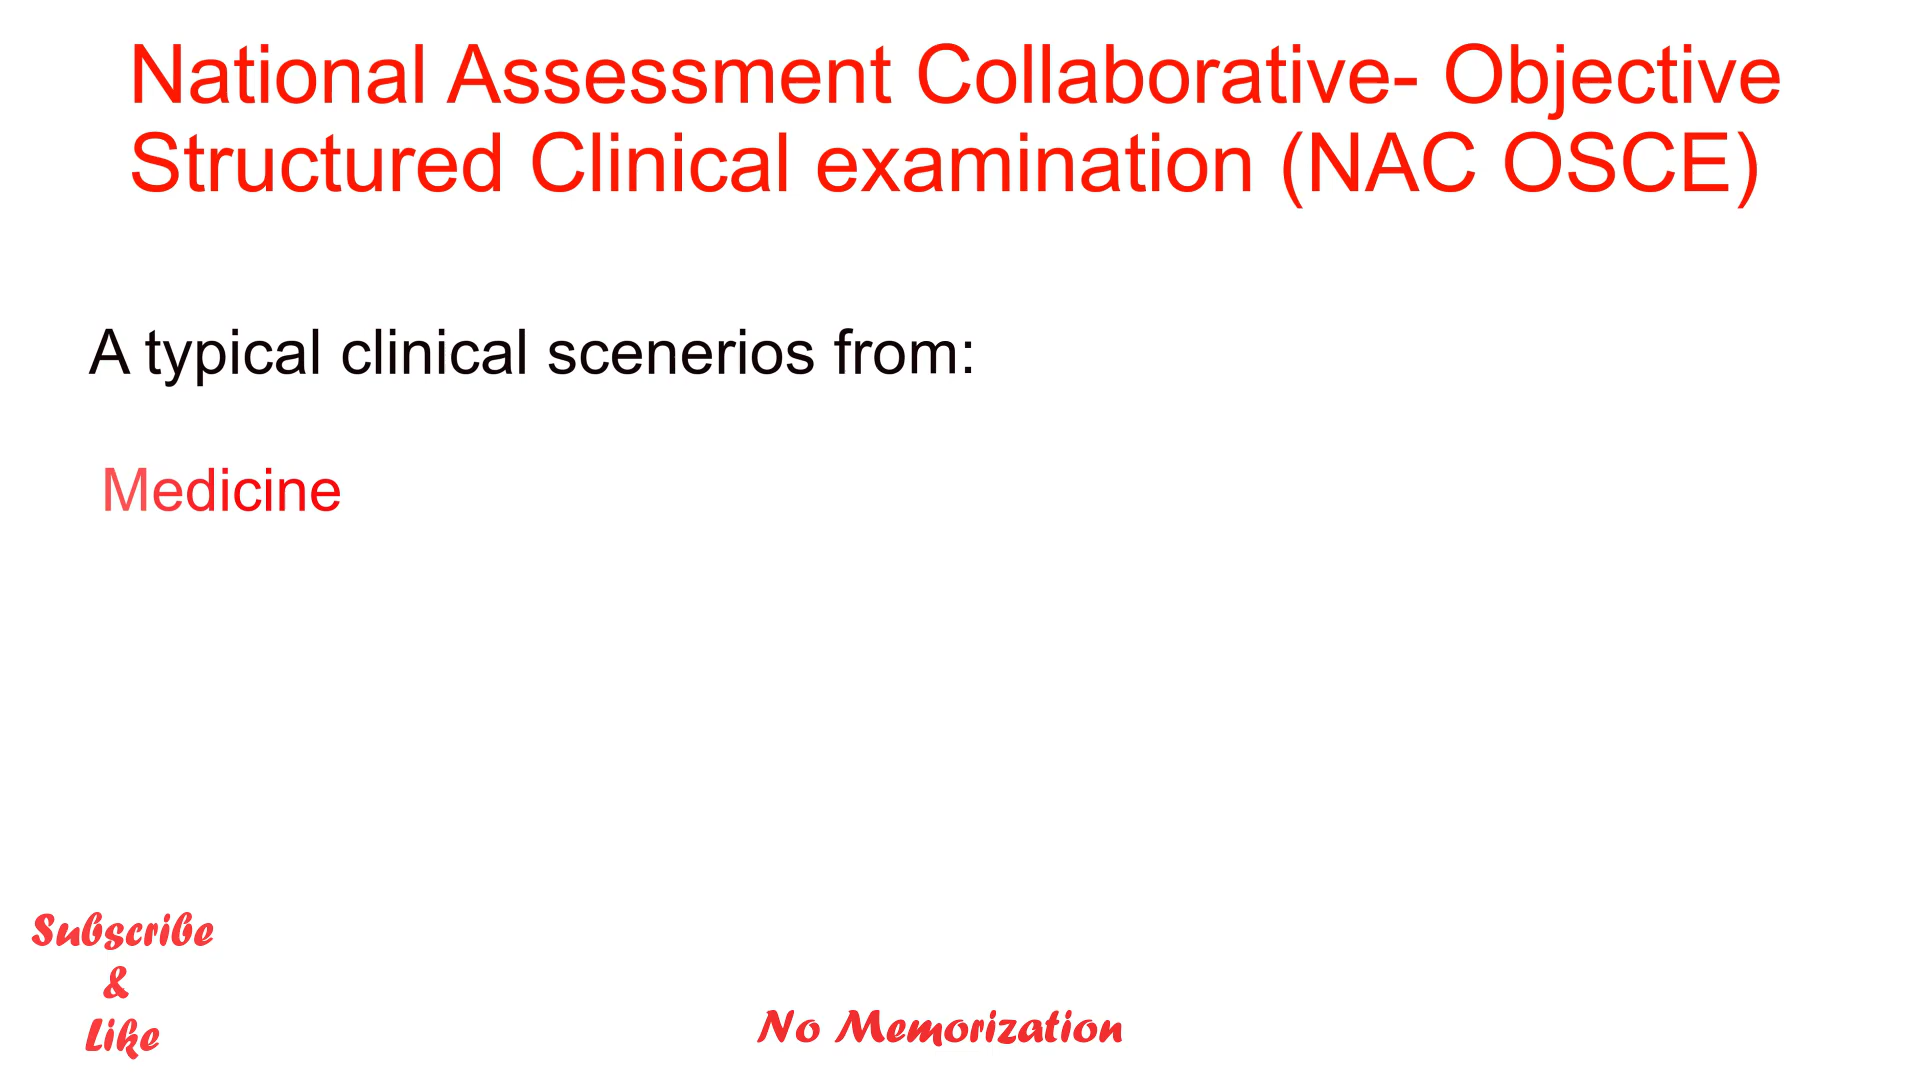 National Assessment Collaborative- Objective
Structured Clinical examination (NAC OSCE)
A typical clinical scenerios from:
Medicine
Subscribe
&
Like
No Memorization